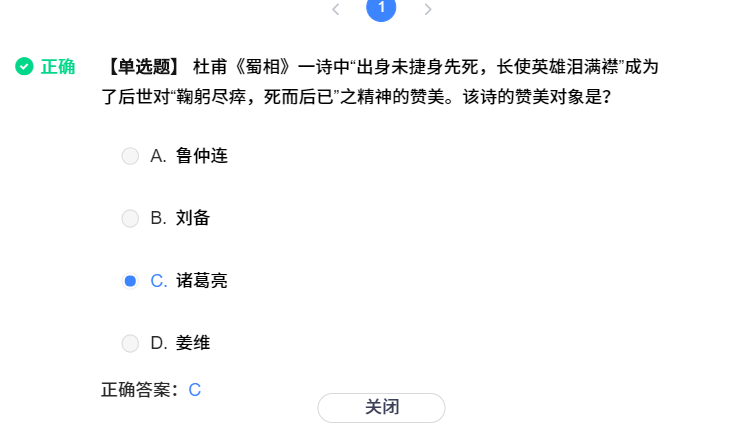 1
正确 【单选题】 杜甫《蜀相》一诗中“出身未捷身先死，长使英雄泪满襟”成为
了后世对“鞠躬尽瘁，死而后已”之精神的赞美。该诗的赞美对象是？
A. 鲁仲连
B. 刘备
C. 诸葛亮
D. 姜维
正确答案：C
关闭